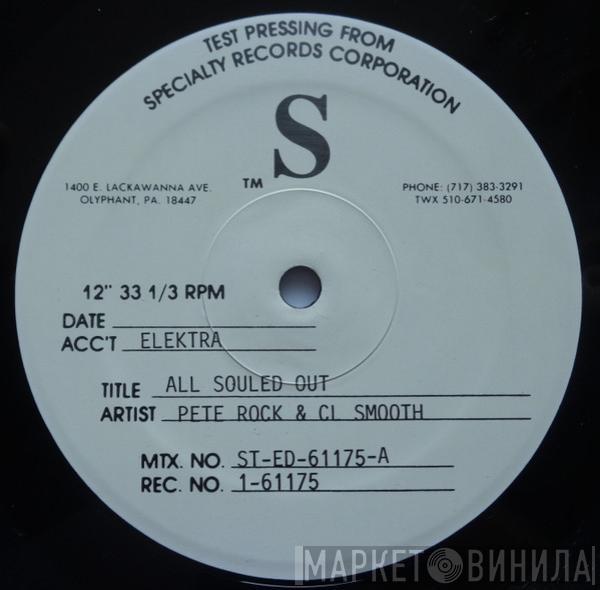 TEST PRESSING FROM
SPECIALTY RECORDS CORPORATION
S
TM
1400 E. LACKAWANNA AVE.
OLYPHANT, PA. 18447
PHONE: (717) 383-3291
TWX 510-671-4580
12" 33 1/3 RPM
DATE
ACC'T ELEKTRA
TITLE ALL SOULED OUT
ARTIST PETE ROCK & CL SMOOTH
MTX. NO. ST-ED-61175-A
REC. NO. 1-61175
МАРКЕТ ВИНИЛА